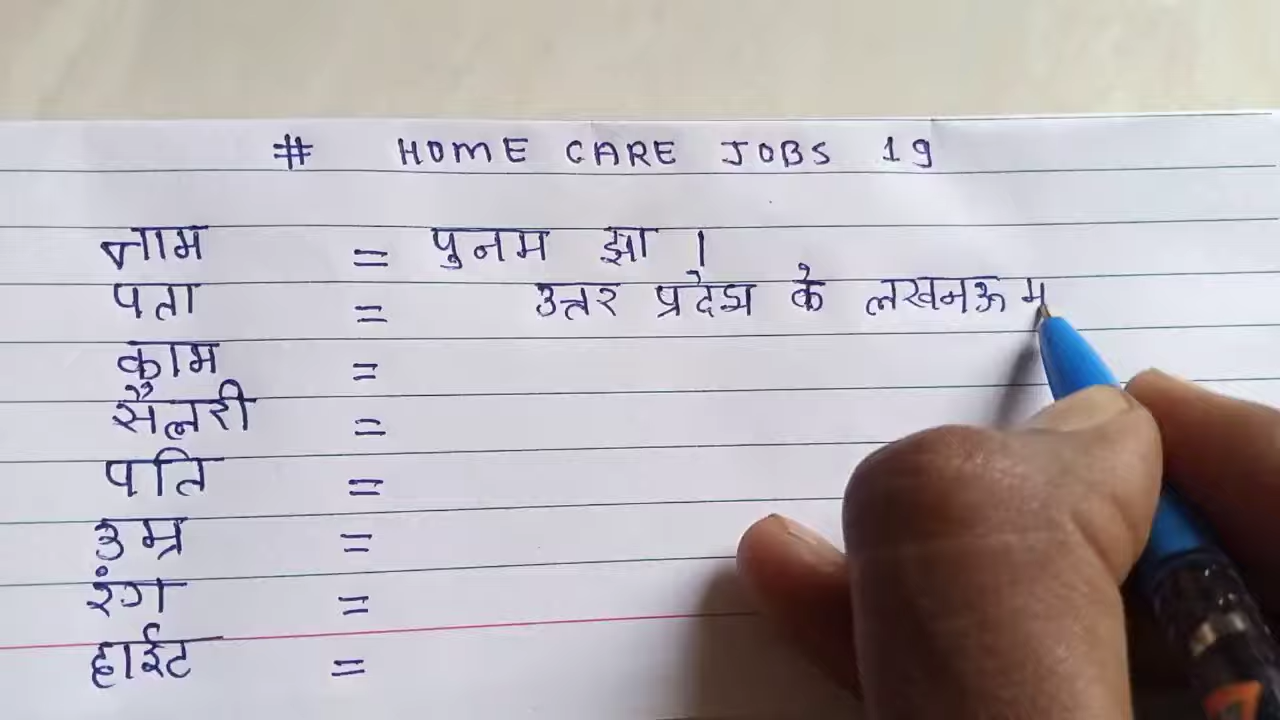 # HOME CARE JOBS 19
नाम = पुनम झा ।
पता = उत्तर प्रदेश के लखनऊ म
काम =
सैलरी =
पति =
उम्र =
रंग =
हाईट =